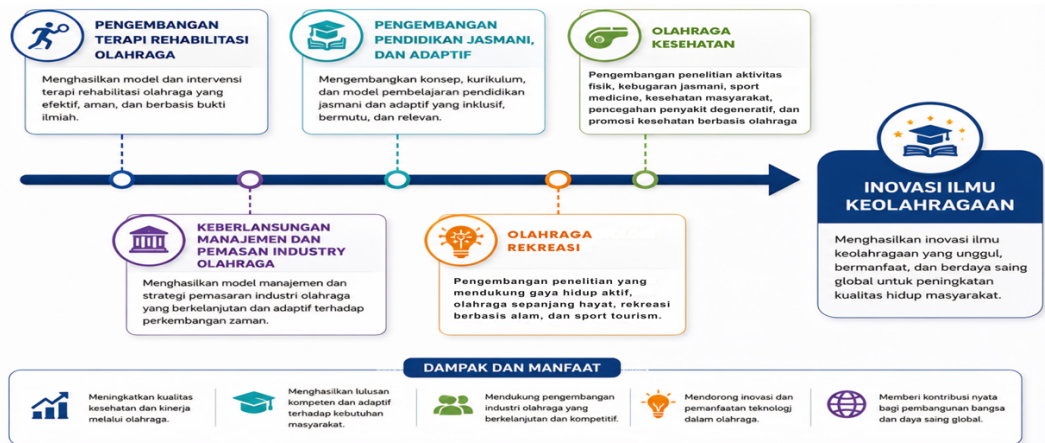 PENGEMBANGAN
TERAPI REHABILITASI
OLAHRAGA
Menghasilkan model dan intervensi
terapi rehabilitasi olahraga yang
efektif, aman, dan berbasis bukti
ilmiah.
PENGEMBANGAN
PENDIDIKAN JASMANI,
DAN ADAPTIF
Mengembangkan konsep, kurikulum,
dan model pembelajaran pendidikan
jasmani dan adaptif yang inklusif,
bermutu, dan relevan.
OLAHRAGA
KESEHATAN
Pengembangan penelitian aktivitas
fisik, kebugaran jasmani, sport
medicine, kesehatan masyarakat,
pencegahan penyakit degeneratif, dan
promosi kesehatan berbasis olahraga
KEBERLANSUNGAN
MANAJEMEN DAN
PEMASAN INDUSTRY
OLAHRAGA
Menghasilkan model manajemen dan
strategi pemasaran industri olahraga
yang berkelanjutan dan adaptif terhadap
perkembangan zaman.
OLAHRAGA
REKREASI
Pengembangan penelitian yang
mendukung gaya hidup aktif,
olahraga sepanjang hayat, rekreasi
berbasis alam, dan sport tourism.
INOVASI ILMU
KEOLAHRAGAAN
Menghasilkan inovasi ilmu
keolahragaan yang unggul,
bermanfaat, dan berdaya saing
global untuk peningkatan
kualitas hidup masyarakat.
DAMPAK DAN MANFAAT
Meningkatkan kualitas
kesehatan dan kinerja
melalui olahraga.
Menghasilkan lulusan
kompeten dan adaptif
terhadap kebutuhan
masyarakat.
Mendukung pengembangan
industri olahraga yang
berkelanjutan dan kompetitif.
Mendorong inovasi dan
pemanfaatan teknologj
dalam olahraga.
Memberi kontribusi nyata
bagi pembangunan bangsa
dan daya saing global.